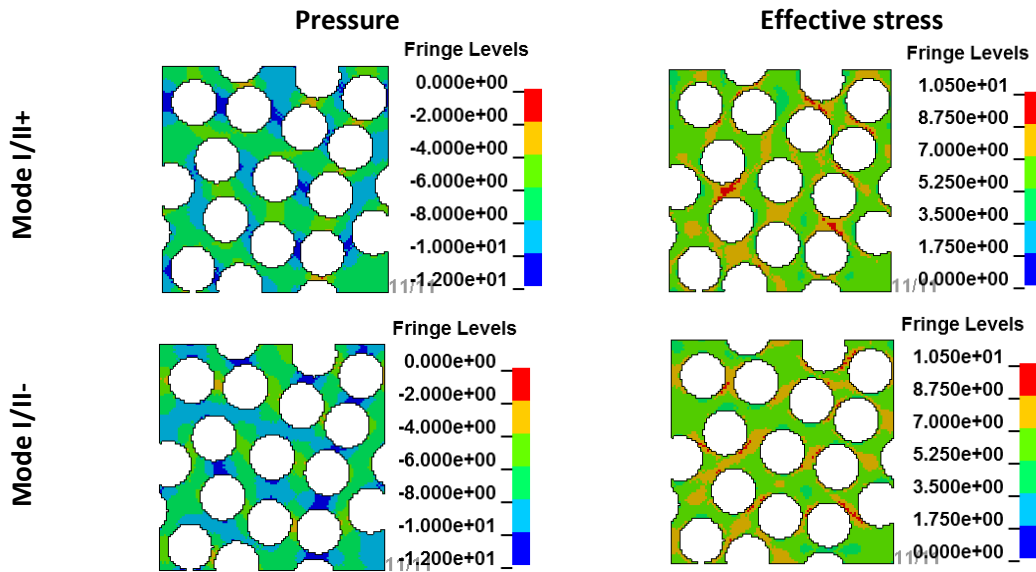 Pressure
Effective stress
Mode I/II+
Fringe Levels
0.000e+00
-2.000e+00
-4.000e+00
-6.000e+00
-8.000e+00
-1.000e+01
-1.200e+01
11/11
Fringe Levels
1.050e+01
8.750e+00
7.000e+00
5.250e+00
3.500e+00
1.750e+00
0.000e+00
11/11
Mode I/II-
Fringe Levels
0.000e+00
-2.000e+00
-4.000e+00
-6.000e+00
-8.000e+00
-1.000e+01
-1.200e+01
11/11
Fringe Levels
1.050e+01
8.750e+00
7.000e+00
5.250e+00
3.500e+00
1.750e+00
0.000e+00
11/11